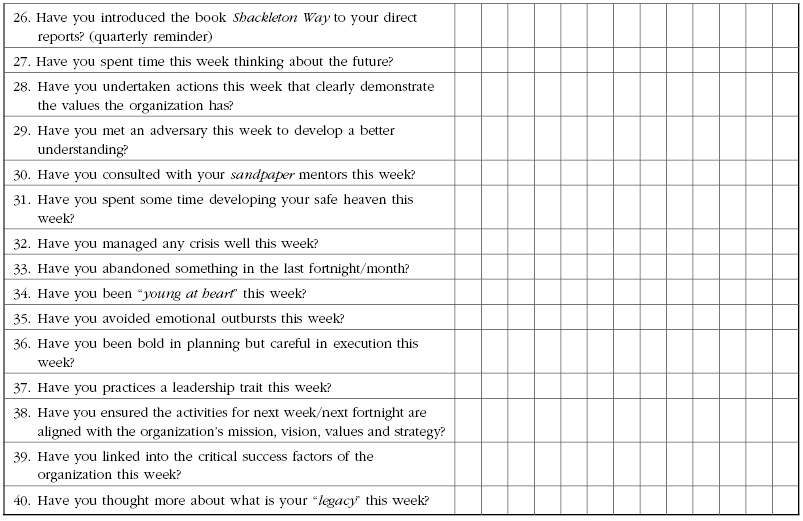 26. Have you introduced the book Shackleton Way to your direct
reports? (quarterly reminder)
27. Have you spent time this week thinking about the future?
28. Have you undertaken actions this week that clearly demonstrate
the values the organization has?
29. Have you met an adversary this week to develop a better
understanding?
30. Have you consulted with your sandpaper mentors this week?
31. Have you spent some time developing your safe heaven this
week?
32. Have you managed any crisis well this week?
33. Have you abandoned something in the last fortnight/month?
34. Have you been “young at heart” this week?
35. Have you avoided emotional outbursts this week?
36. Have you been bold in planning but careful in execution this
week?
37. Have you practices a leadership trait this week?
38. Have you ensured the activities for next week/next fortnight are
aligned with the organization’s mission, vision, values and strategy?
39. Have you linked into the critical success factors of the
organization this week?
40. Have you thought more about what is your “legacy” this week?